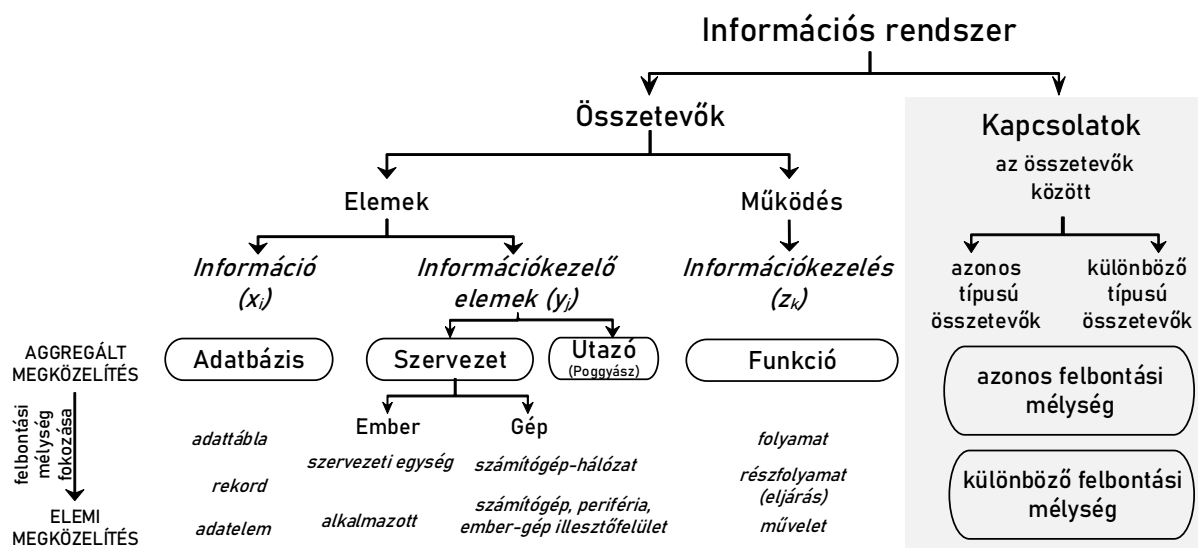 Információs rendszer
Összetevők
Kapcsolatok
az összetevők
között
Elemek
Működés
Információ
(xᵢ)
Információkezelő
elemek (yⱼ)
Információkezelés
(zₖ)
azonos
típusú
összetevők
különböző
típusú
összetevők
AGGREGÁLT
MEGKÖZELÍTÉS
Adatbázis
Szervezet
Utazó
(Poggyász)
Funkció
azonos felbontási
mélység
felbontási
mélység
fokozása
Ember
Gép
adattábla
szervezeti egység
számítógép-hálózat
folyamat
rekord
részfolyamat
(eljárás)
különböző felbontási
mélység
ELEMI
MEGKÖZELÍTÉS
adatelem
alkalmazott
számítógép, periféria,
ember-gép illesztőfelület
művelet